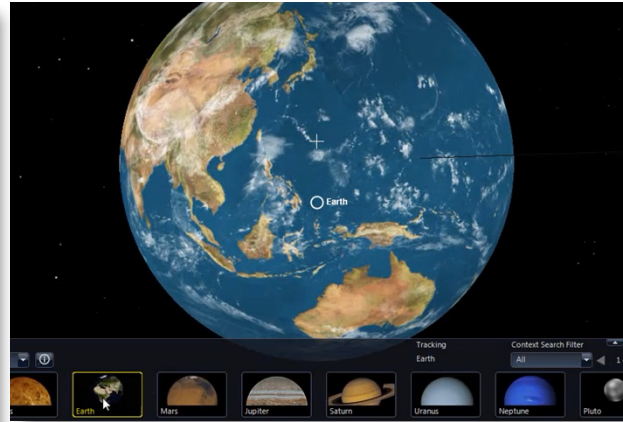 Earth
Tracking
Context Search Filter
Earth
All
1
s
Earth
Mars
Jupiter
Saturn
Uranus
Neptune
Pluto